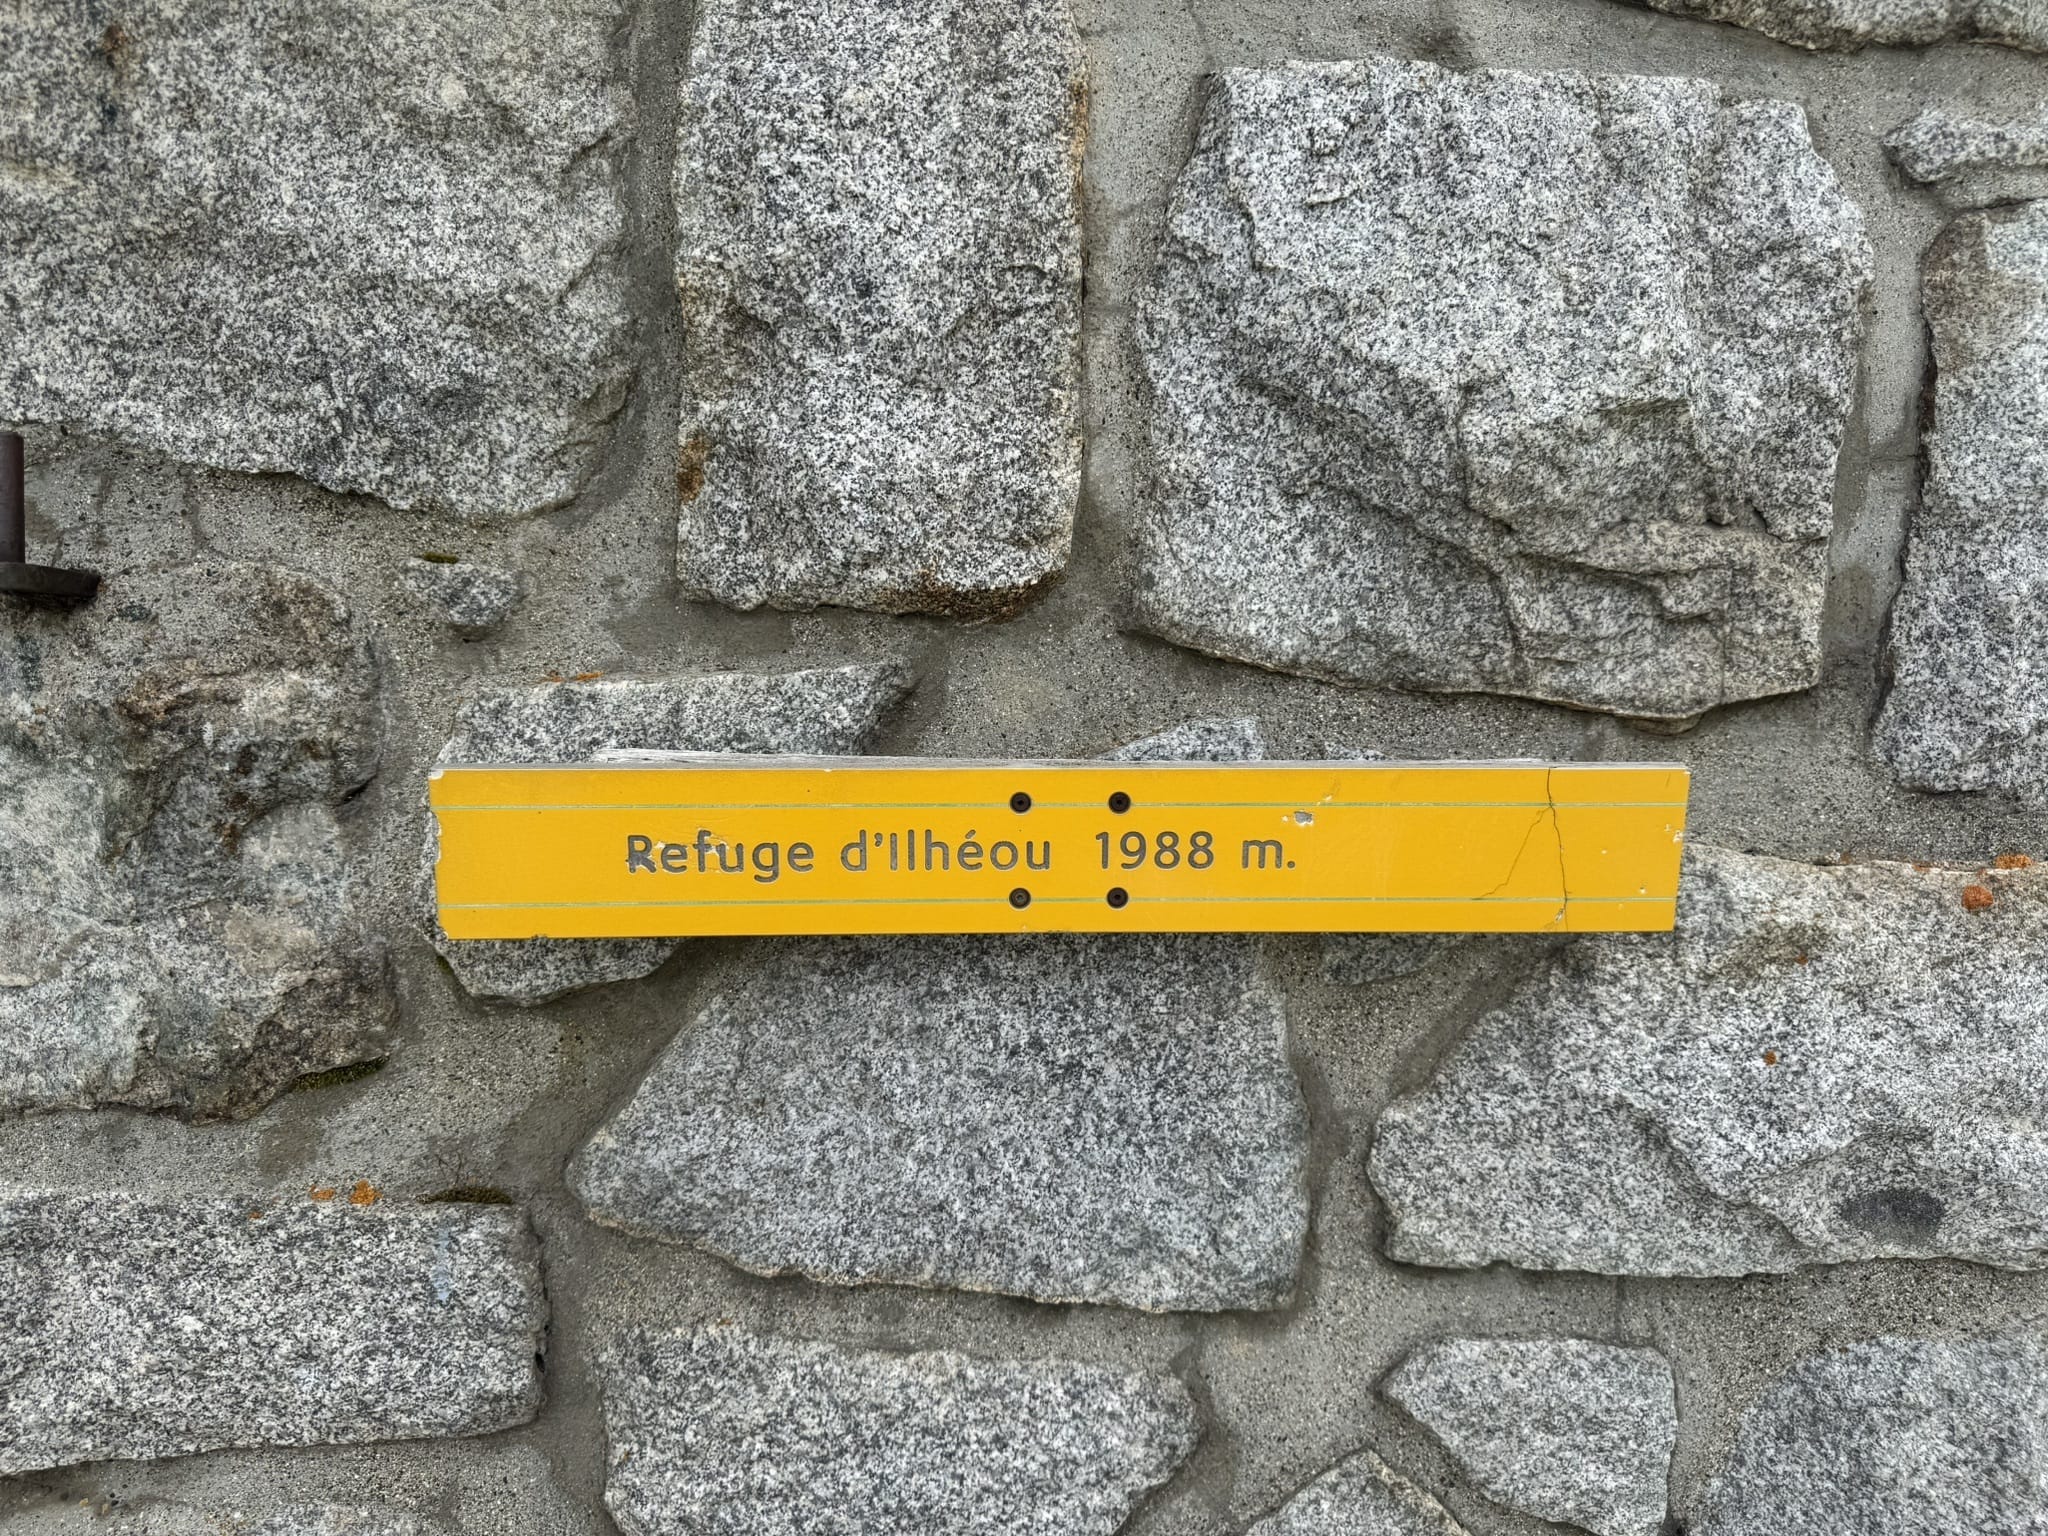 Refuge d'Ilhéou 1988 m.